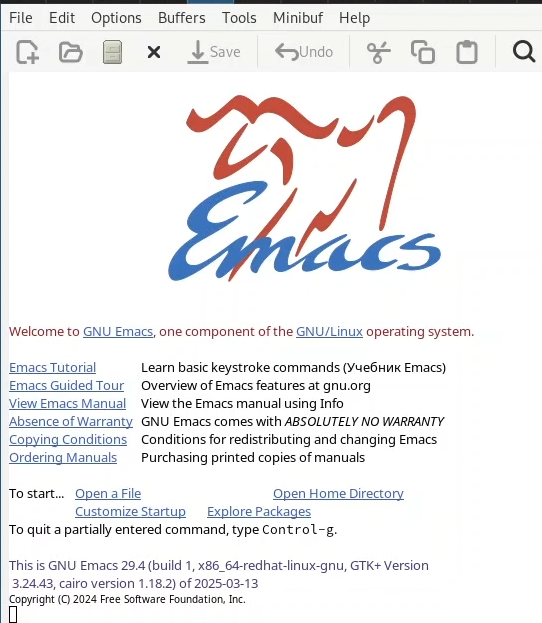 File Edit Options Buffers Tools Minibuf Help
Save Undo
Emacs
Welcome to GNU Emacs, one component of the GNU/Linux operating system.
Emacs Tutorial Learn basic keystroke commands (Учебник Emacs)
Emacs Guided Tour Overview of Emacs features at gnu.org
View Emacs Manual View the Emacs manual using Info
Absence of Warranty GNU Emacs comes with ABSOLUTELY NO WARRANTY
Copying Conditions Conditions for redistributing and changing Emacs
Ordering Manuals Purchasing printed copies of manuals
To start... Open a File Open Home Directory
Customize Startup Explore Packages
To quit a partially entered command, type Control-g.
This is GNU Emacs 29.4 (build 1, x86_64-redhat-linux-gnu, GTK+ Version
3.24.43, cairo version 1.18.2) of 2025-03-13
Copyright (C) 2024 Free Software Foundation, Inc.